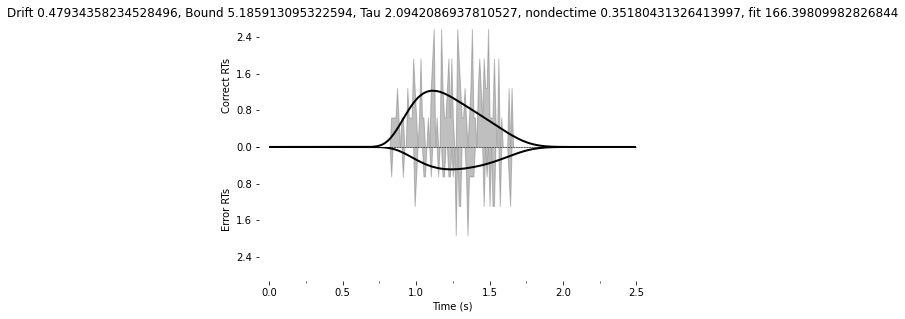 Drift 0.47934358234528496, Bound 5.185913095322594, Tau 2.0942086937810527, nondectime 0.35180431326413997, fit 166.39809982826844
Correct RTs
Error RTs
2.4
1.6
0.8
0.0
0.8
1.6
2.4
0.0 0.5 1.0 1.5 2.0 2.5
Time (s)